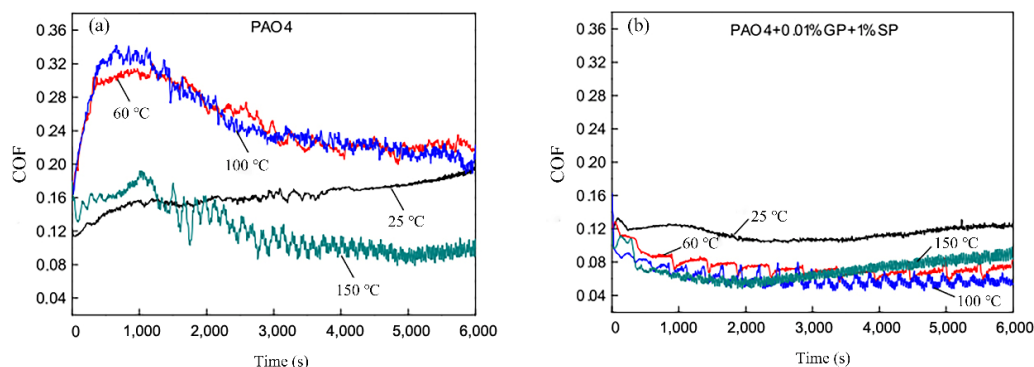 (a)
PAO4
0.36
0.32
0.28
0.24
0.20
0.16
0.12
0.08
0.04
COF
60 °C
100 °C
25 °C
150 °C
0 1,000 2,000 3,000 4,000 5,000 6,000
Time (s)
(b)
PAO4+0.01%GP+1%SP
0.36
0.32
0.28
0.24
0.20
0.16
0.12
0.08
0.04
COF
25 °C
60 °C
150 °C
100 °C
0 1,000 2,000 3,000 4,000 5,000 6,000
Time (s)